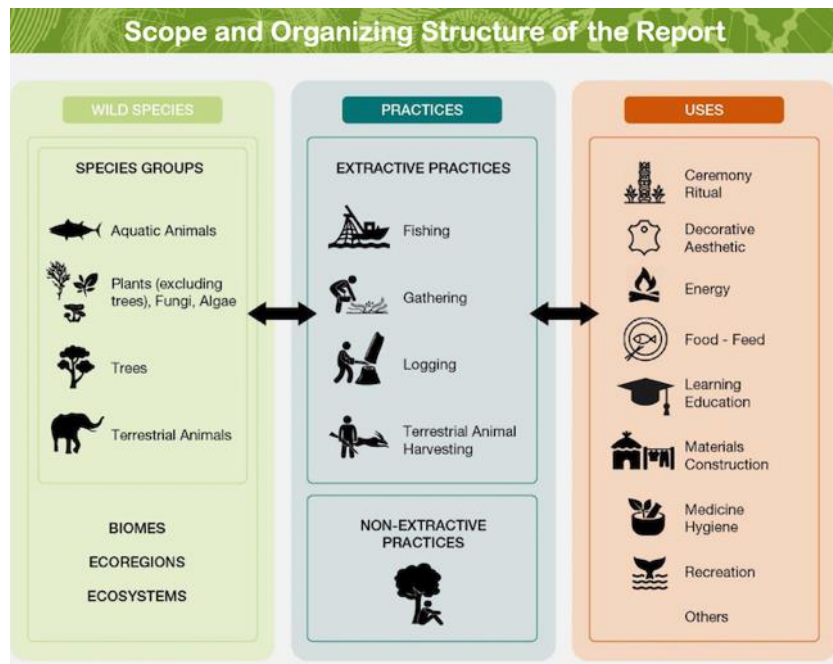 Scope and Organizing Structure of the Report
WILD SPECIES
SPECIES GROUPS
Aquatic Animals
Plants (excluding
trees), Fungi, Algae
Trees
Terrestrial Animals
BIOMES
ECOREGIONS
ECOSYSTEMS
PRACTICES
EXTRACTIVE PRACTICES
Fishing
Gathering
Logging
Terrestrial Animal
Harvesting
NON-EXTRACTIVE
PRACTICES
USES
Ceremony
Ritual
Decorative
Aesthetic
Energy
Food - Feed
Learning
Education
Materials
Construction
Medicine
Hygiene
Recreation
Others